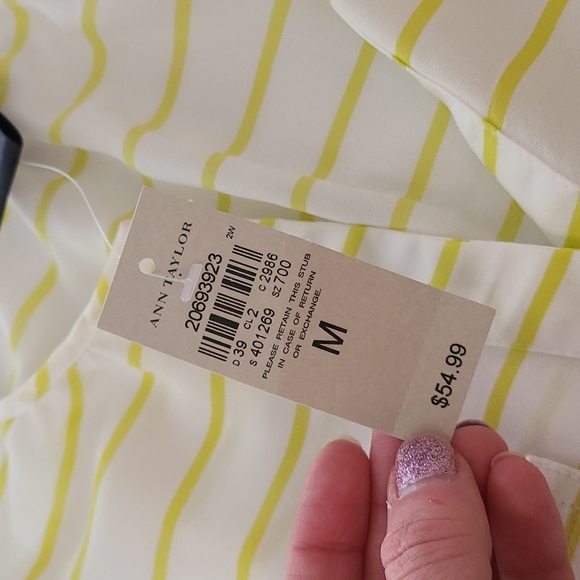 ANN TAYLOR
2W
20693923
D 39 CL 2 C 2986
S 401269 SZ 700
PLEASE RETAIN THIS STUB
IN CASE OF RETURN
OR EXCHANGE.
M
$54.99